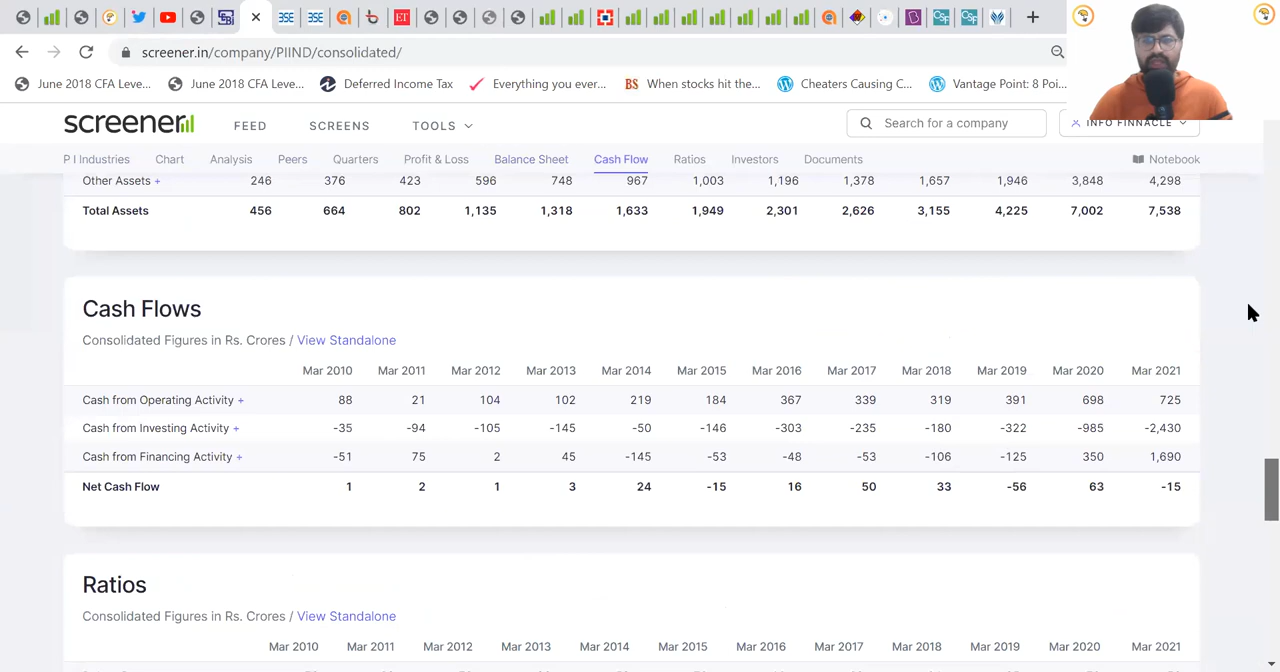 screener.in/company/PIIND/consolidated/
June 2018 CFA Leve...
June 2018 CFA Leve...
Deferred Income Tax
Everything you ever...
BS When stocks hit the...
Cheaters Causing C...
Vantage Point: 8 Poi...
screener
FEED SCREENS TOOLS
Search for a company
INFO FINNACLE
P I Industries Chart Analysis Peers Quarters Profit & Loss Balance Sheet Cash Flow Ratios Investors Documents Notebook
Other Assets + 246 376 423 596 748 967 1,003 1,196 1,378 1,657 1,946 3,848 4,298
Total Assets 456 664 802 1,135 1,318 1,633 1,949 2,301 2,626 3,155 4,225 7,002 7,538
Cash Flows
Consolidated Figures in Rs. Crores / View Standalone
Mar 2010 Mar 2011 Mar 2012 Mar 2013 Mar 2014 Mar 2015 Mar 2016 Mar 2017 Mar 2018 Mar 2019 Mar 2020 Mar 2021
Cash from Operating Activity + 88 21 104 102 219 184 367 339 319 391 698 725
Cash from Investing Activity + -35 -94 -105 -145 -50 -146 -303 -235 -180 -322 -985 -2,430
Cash from Financing Activity + -51 75 2 45 -145 -53 -48 -53 -106 -125 350 1,690
Net Cash Flow 1 2 1 3 24 -15 16 50 33 -56 63 -15
Ratios
Consolidated Figures in Rs. Crores / View Standalone
Mar 2010 Mar 2011 Mar 2012 Mar 2013 Mar 2014 Mar 2015 Mar 2016 Mar 2017 Mar 2018 Mar 2019 Mar 2020 Mar 2021